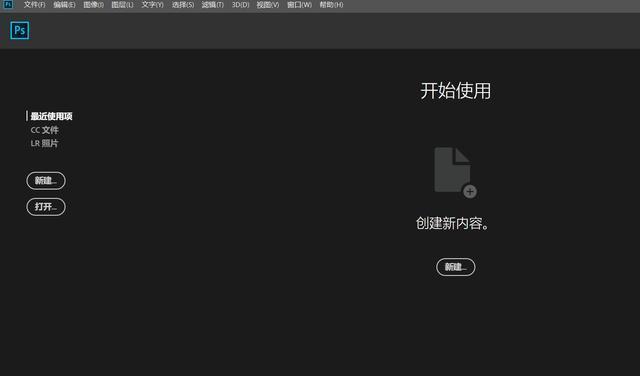 Ps 文件(F) 编辑(E) 图像(I) 图层(L) 文字(Y) 选择(S) 滤镜(T) 3D(D) 视图(V) 窗口(W) 帮助(H)
Ps
开始使用
最近使用项
CC 文件
LR 照片
新建...
打开...
创建新内容。
新建...